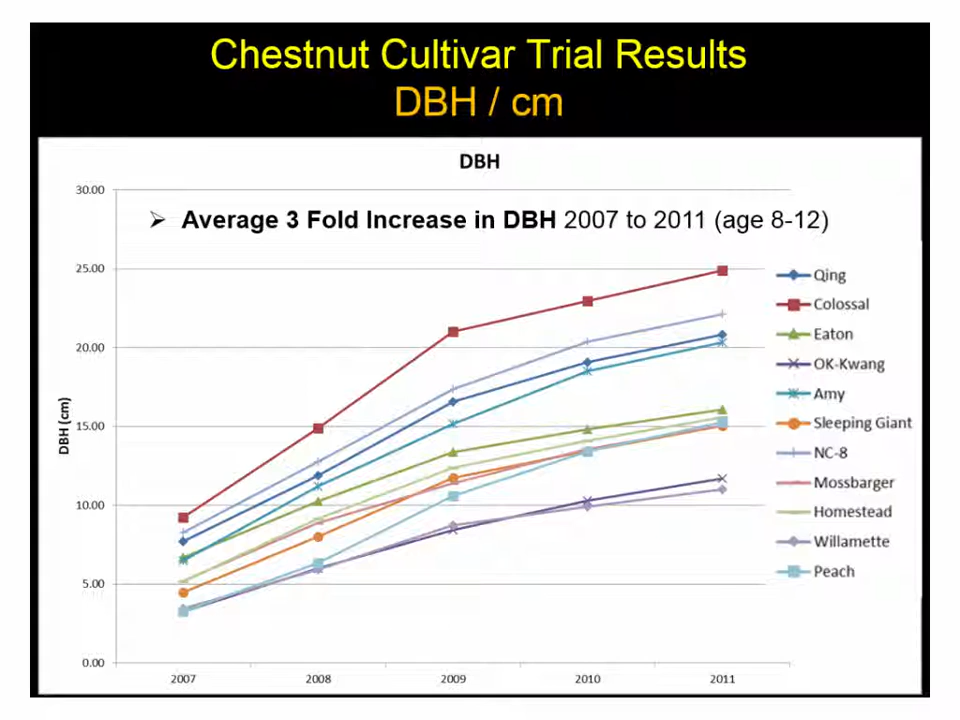 Chestnut Cultivar Trial Results
DBH / cm
DBH
30.00
➢ Average 3 Fold Increase in DBH 2007 to 2011 (age 8-12)
25.00
20.00
15.00
10.00
5.00
0.00
DBH (cm)
2007 2008 2009 2010 2011
Qing
Colossal
Eaton
OK-Kwang
Amy
Sleeping Giant
NC-8
Mossbarger
Homestead
Willamette
Peach